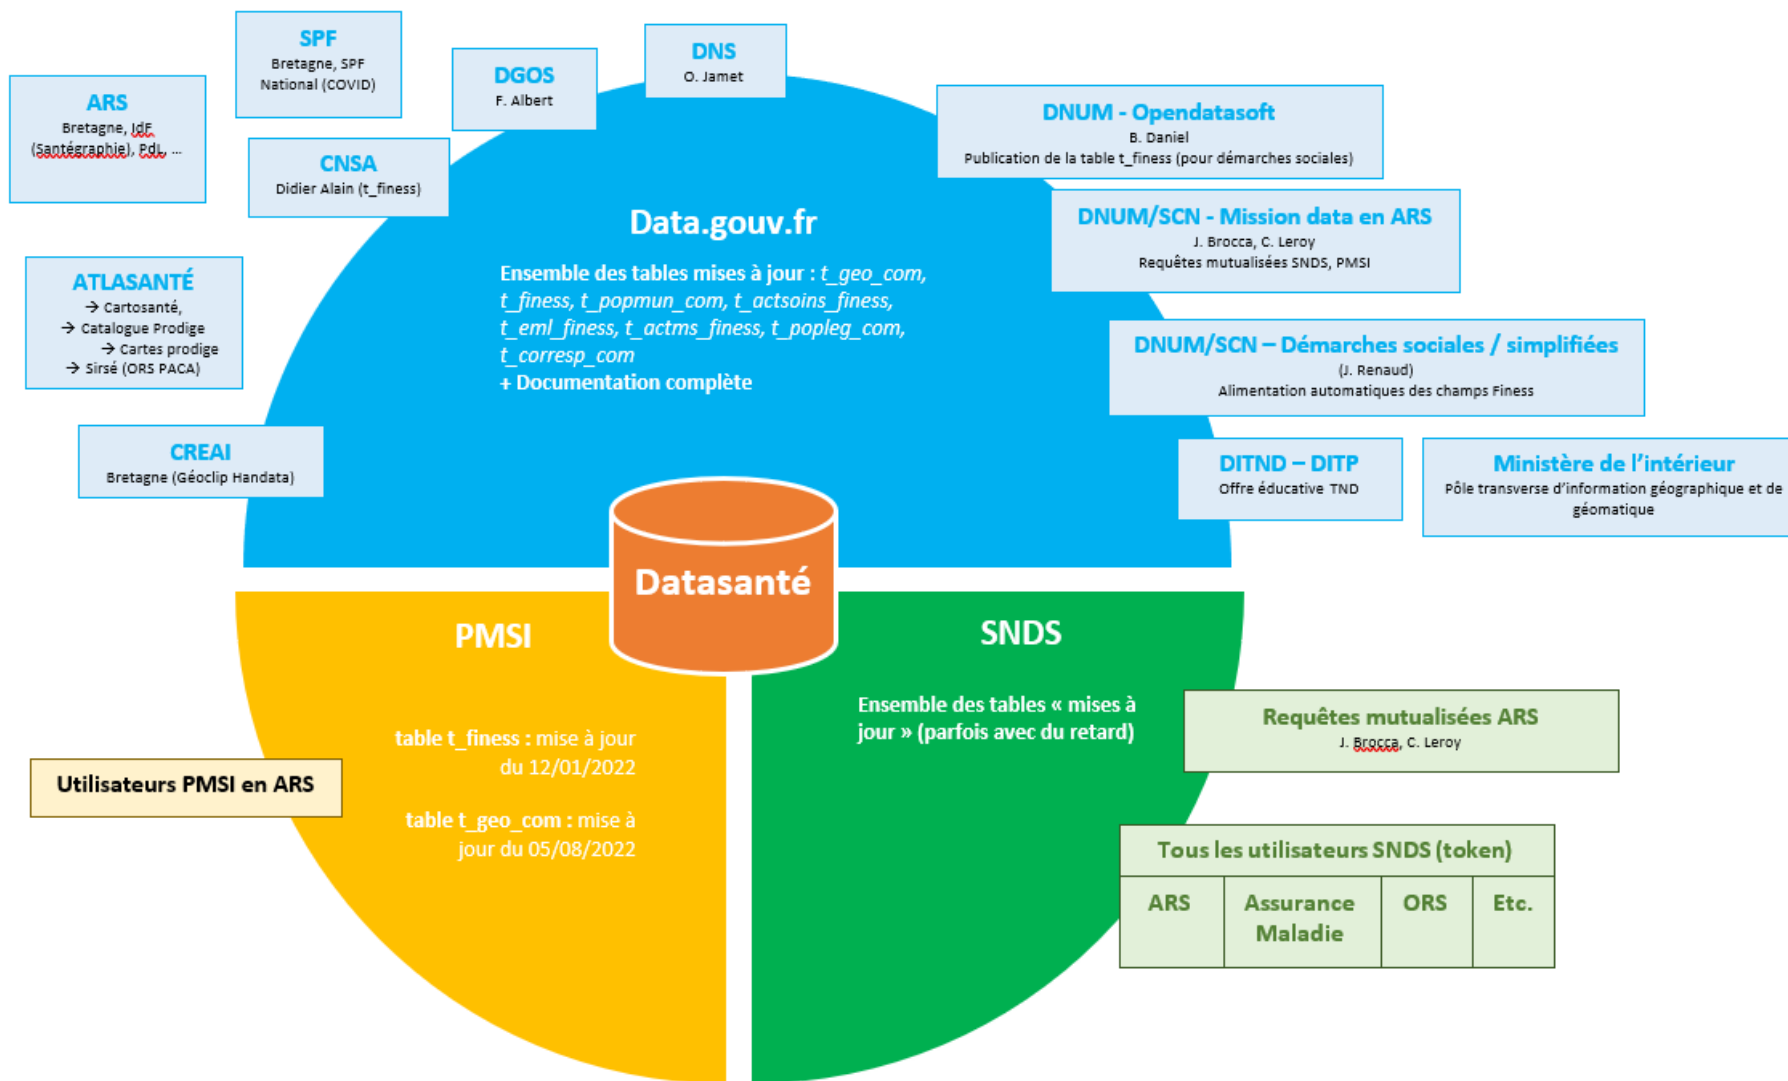 SPF
Bretagne, SPF
National (COVID)
DGOS
F. Albert
DNS
O. Jamet
ARS
Bretagne, IdF
(Santégraphie), PdL, ...
CNSA
Didier Alain (t_finess)
DNUM - Opendatasoft
B. Daniel
Publication de la table t_finess (pour démarches sociales)
DNUM/SCN - Mission data en ARS
J. Brocca, C. Leroy
Requêtes mutualisées SNDS, PMSI
ATLASANTÉ
→ Cartosanté,
→ Catalogue Prodige
→ Cartes prodige
→ Sirsé (ORS PACA)
Data.gouv.fr
Ensemble des tables mises à jour : t_geo_com,
t_finess, t_popmun_com, t_actsoins_finess,
t_eml_finess, t_actms_finess, t_popleg_com,
t_corresp_com
+ Documentation complète
DNUM/SCN – Démarches sociales / simplifiées
(J. Renaud)
Alimentation automatiques des champs Finess
CREAI
Bretagne (Géoclip Handata)
DITND – DITP
Offre éducative TND
Ministère de l'intérieur
Pôle transverse d'information géographique et de
géomatique
Datasanté
PMSI
table t_finess : mise à jour
du 12/01/2022
table t_geo_com : mise à
jour du 05/08/2022
Utilisateurs PMSI en ARS
SNDS
Ensemble des tables « mises à
jour » (parfois avec du retard)
Requêtes mutualisées ARS
J. Brocca, C. Leroy
Tous les utilisateurs SNDS (token)
ARS
Assurance
Maladie
ORS
Etc.